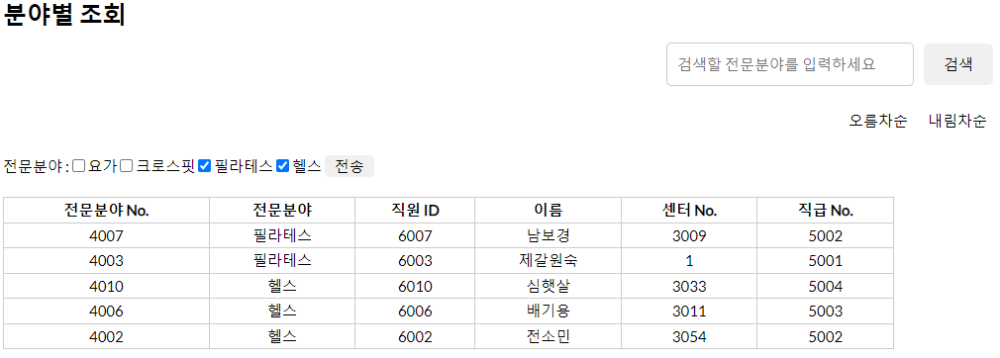 분야별 조회
검색할 전문분야를 입력하세요 검색
오름차순 내림차순
전문분야 : 요가 크로스핏 필라테스 헬스 전송
전문분야 No. 전문분야 직원 ID 이름 센터 No. 직급 No.
4007 필라테스 6007 남보경 3009 5002
4003 필라테스 6003 제갈원숙 1 5001
4010 헬스 6010 심햇살 3033 5004
4006 헬스 6006 배기용 3011 5003
4002 헬스 6002 전소민 3054 5002